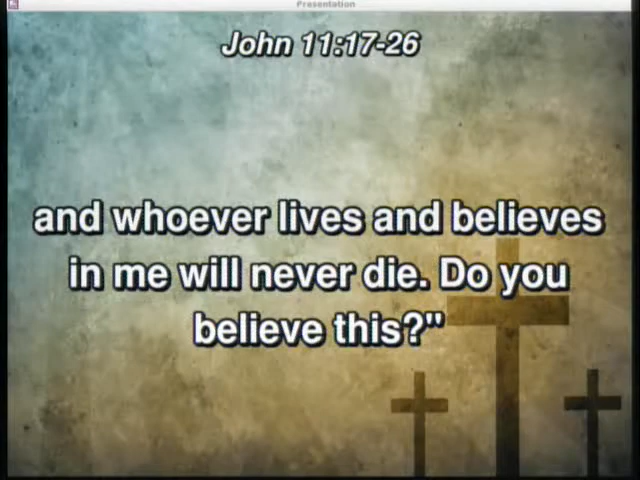 Presentation
John 11:17-26
and whoever lives and believes
in me will never die. Do you
believe this?"